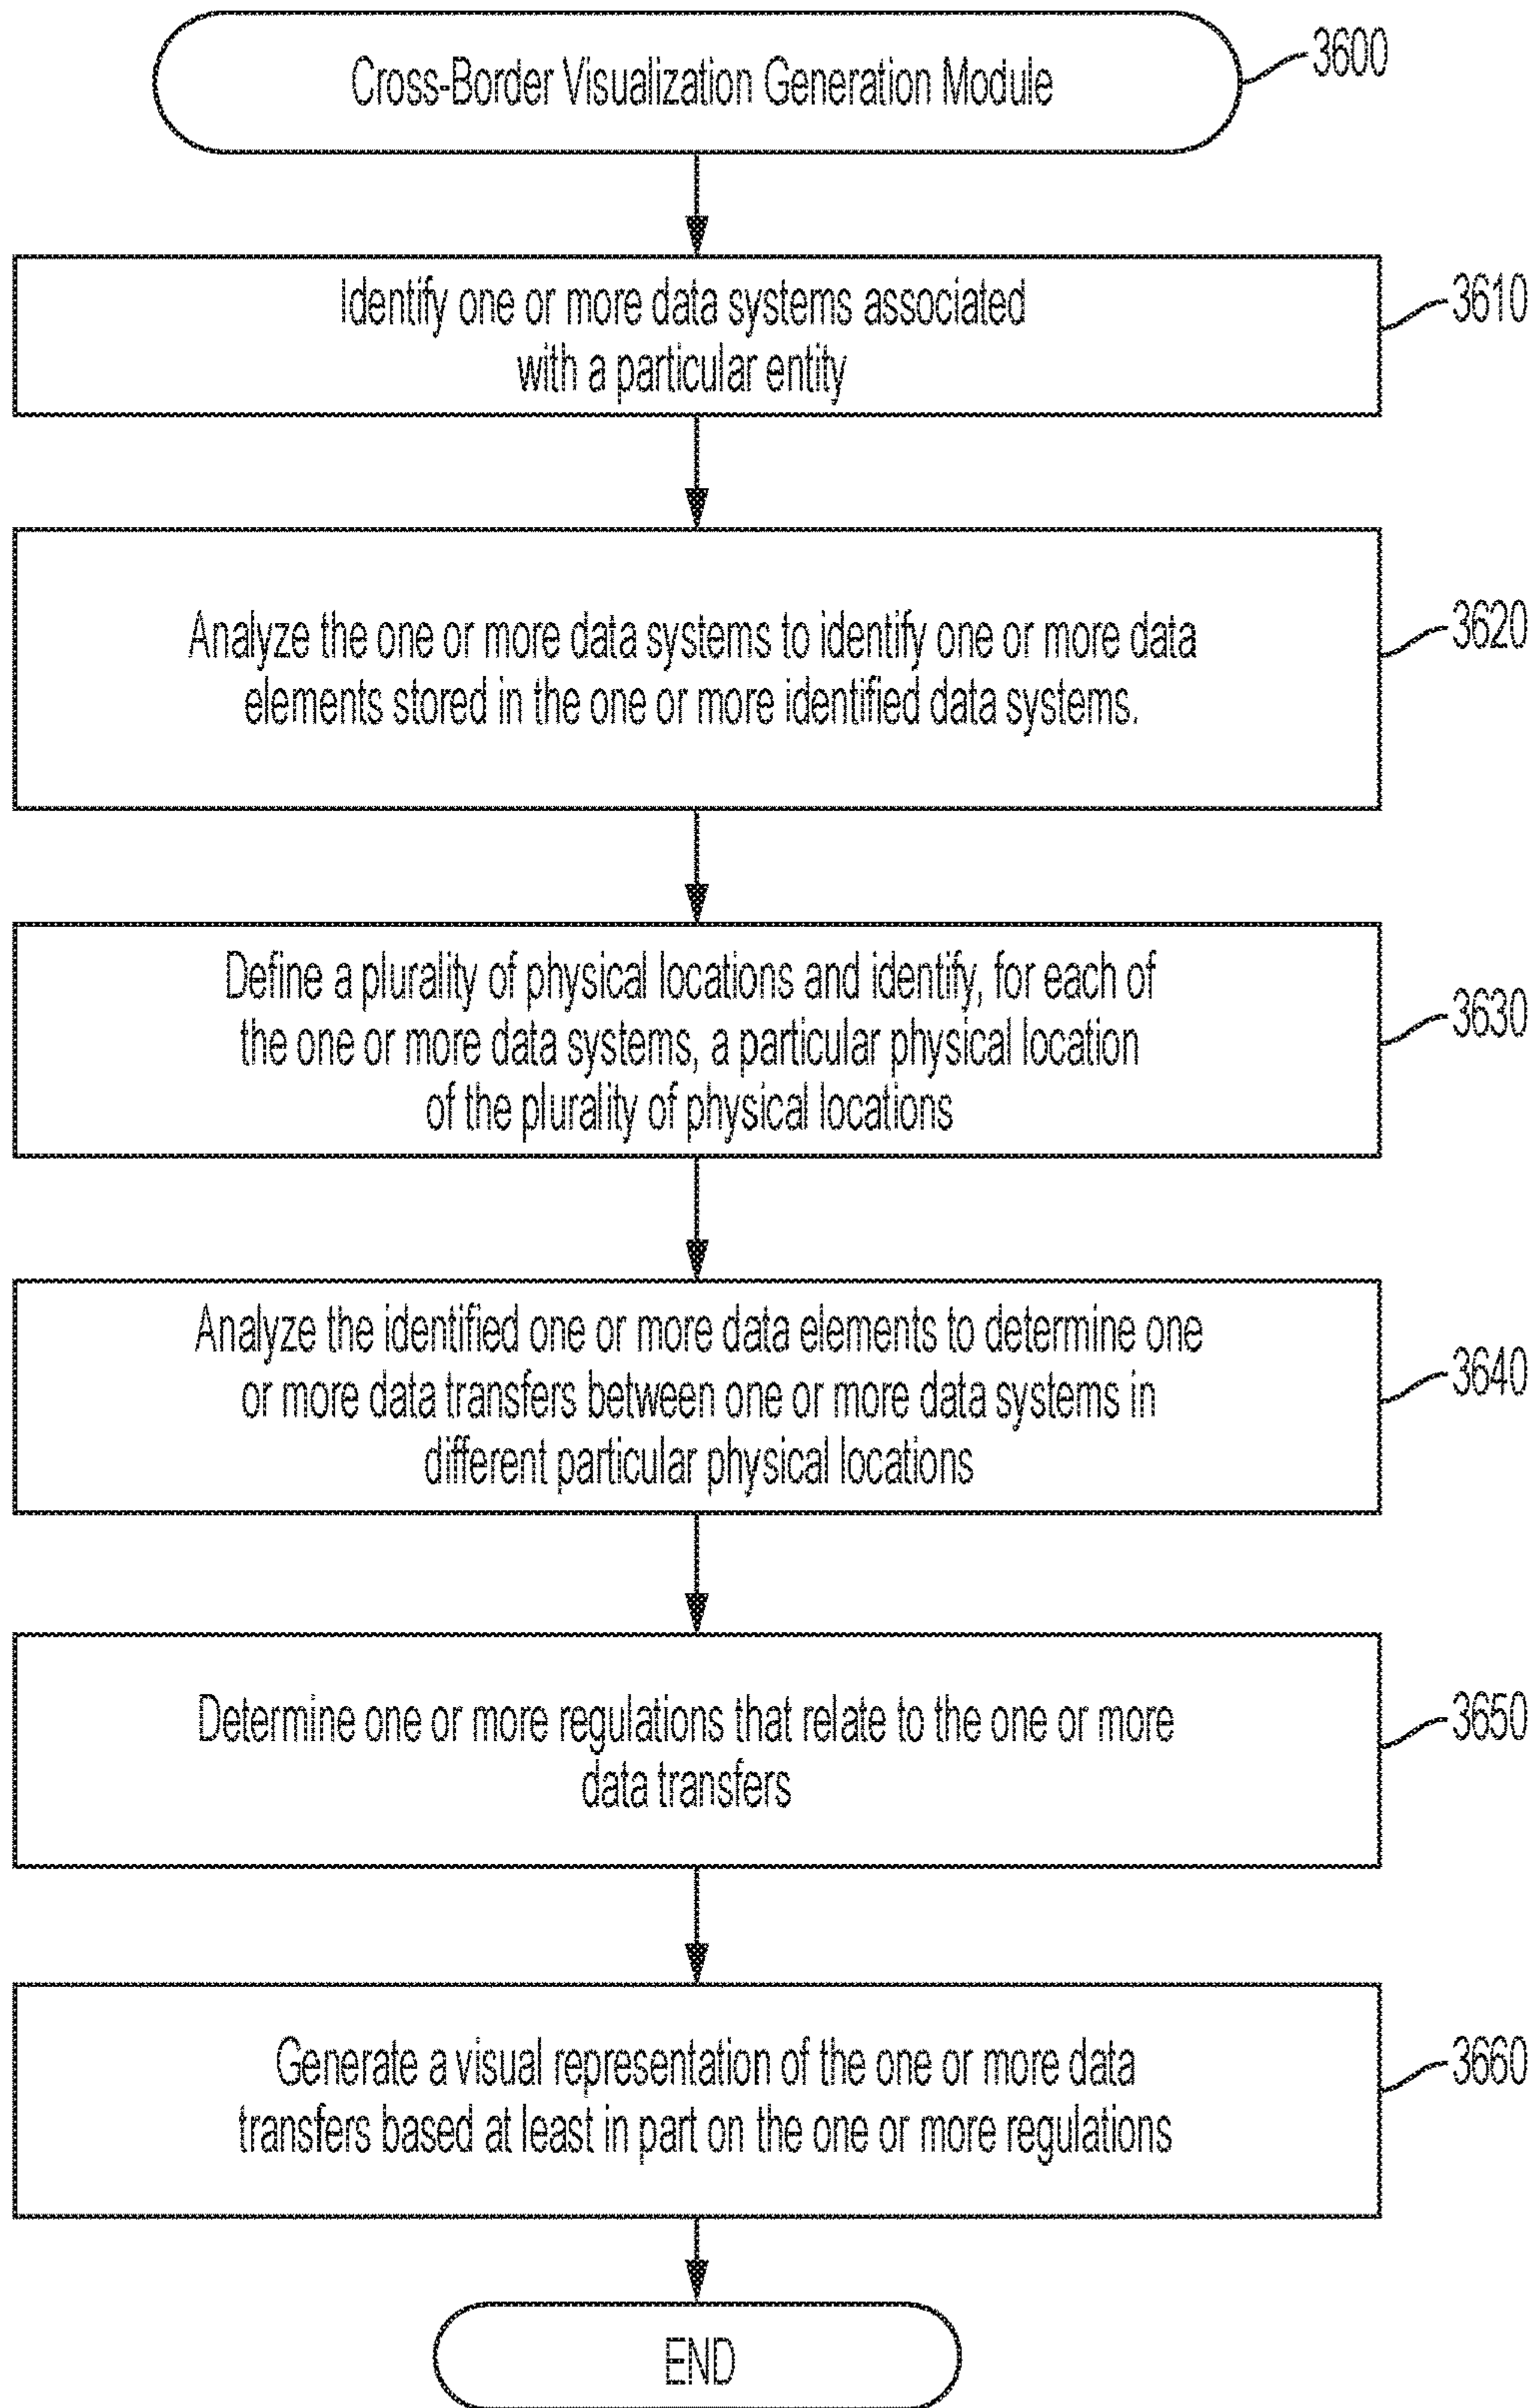 Cross-Border Visualization Generation Module
3600
Identify one or more data systems associated
with a particular entity
3610
Analyze the one or more data systems to identify one or more data
elements stored in the one or more identified data systems.
3620
Define a plurality of physical locations and identify, for each of
the one or more data systems, a particular physical location
of the plurality of physical locations
3630
Analyze the identified one or more data elements to determine one
or more data transfers between one or more data systems in
different particular physical locations
3640
Determine one or more regulations that relate to the one or more
data transfers
3650
Generate a visual representation of the one or more data
transfers based at least in part on the one or more regulations
3660
END